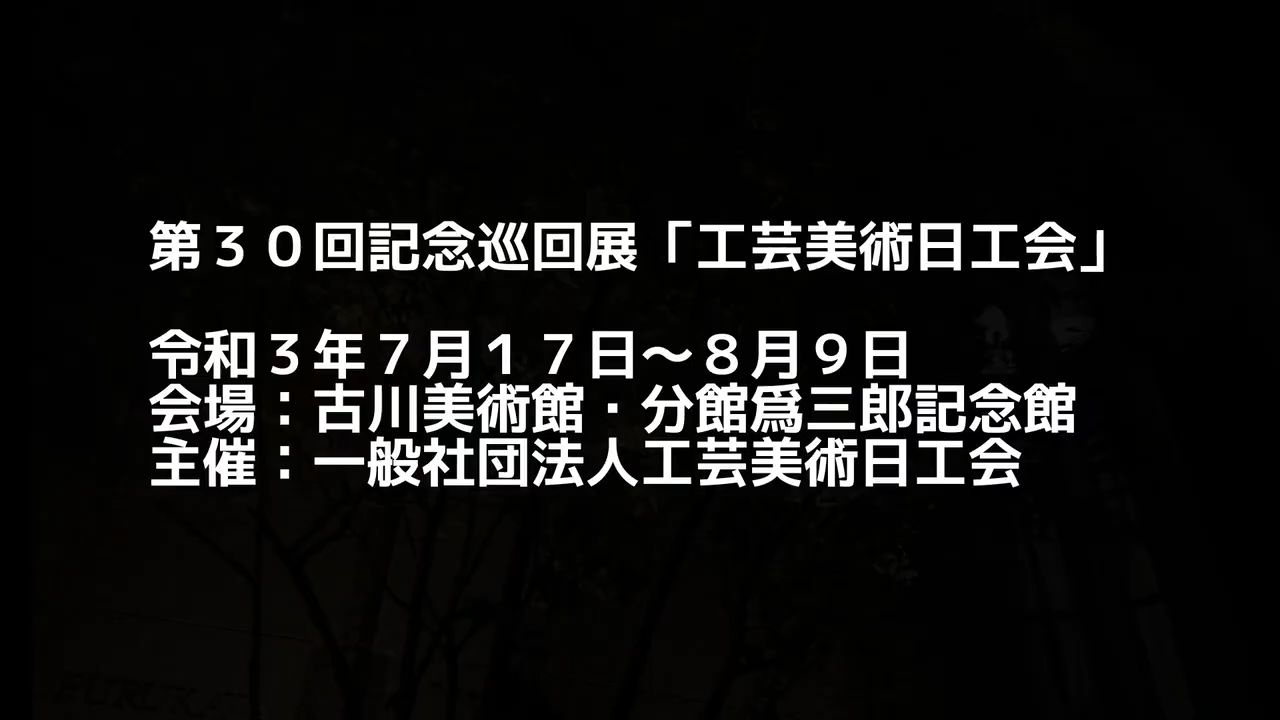 第３０回記念巡回展「工芸美術日工会」
令和３年７月１７日～８月９日
会場：古川美術館・分館爲三郎記念館
主催：一般社団法人工芸美術日工会